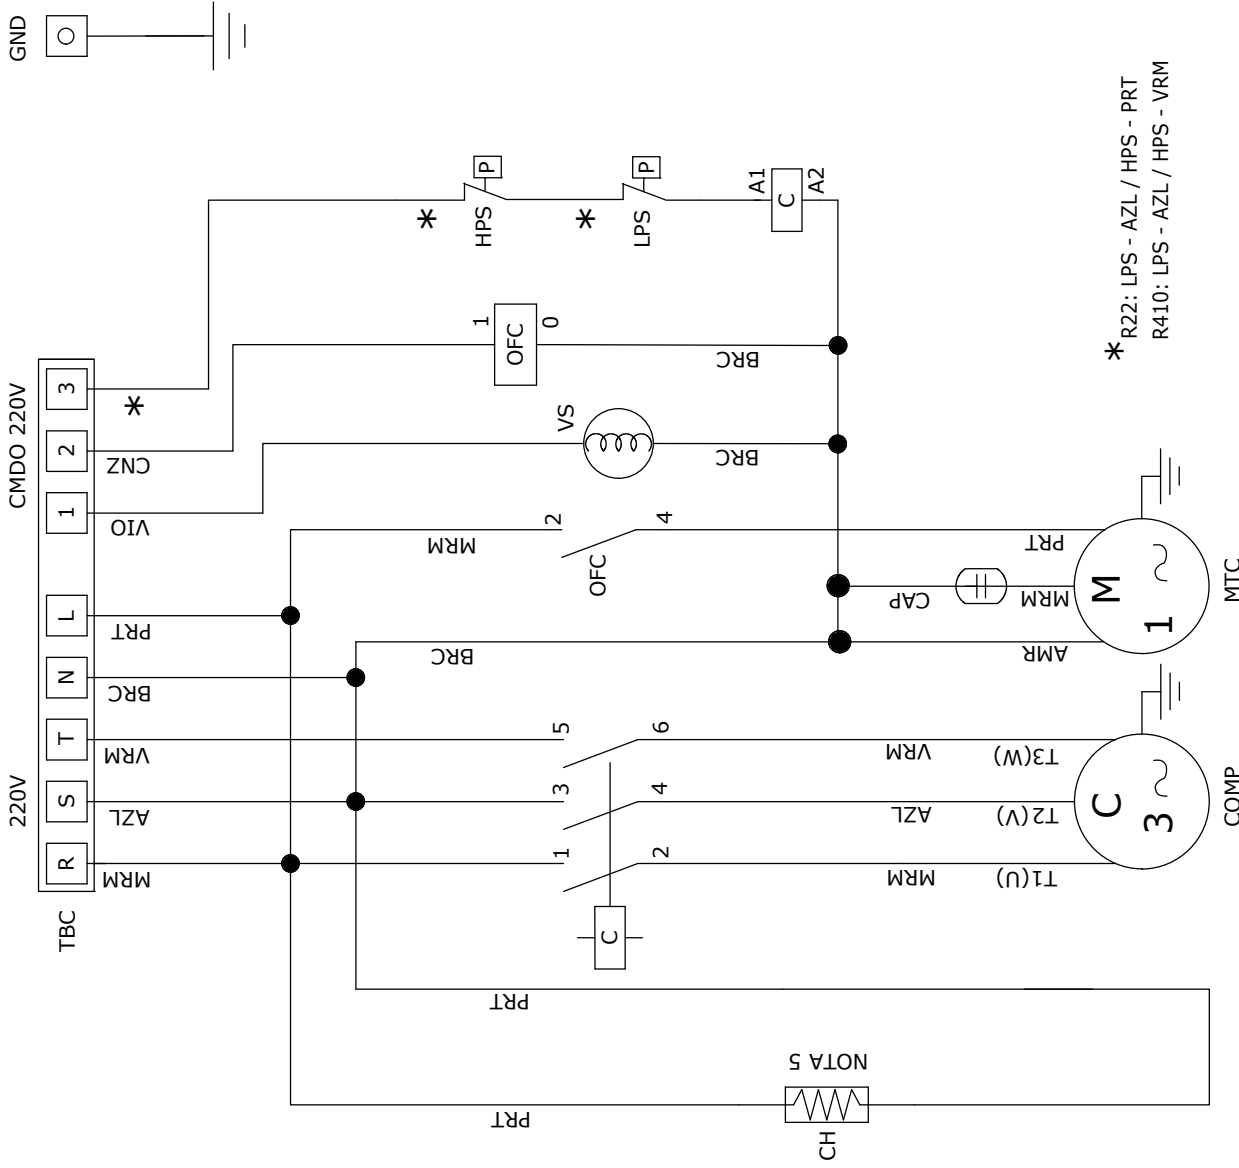 GND
CMDO 220V
220V
TBC
R
S
T
N
L
1
2
3
MRM
AZL
VRM
BRC
PRT
VIO
CNZ
*
*
HPS
P
*
LPS
P
A1
C
A2
1
OFC
0
BRC
VS
BRC
MRM
2
OFC
4
PRT
CAP
MRM
BRC
AMR
M
1
MTC
5
6
VRM
T3(W)
3
4
AZL
T2(V)
1
2
MRM
T1(U)
C
C
3
COMP
PRT
PRT
NOTA 5
CH
* R22: LPS - AZL / HPS - PRT
R410: LPS - AZL / HPS - VRM